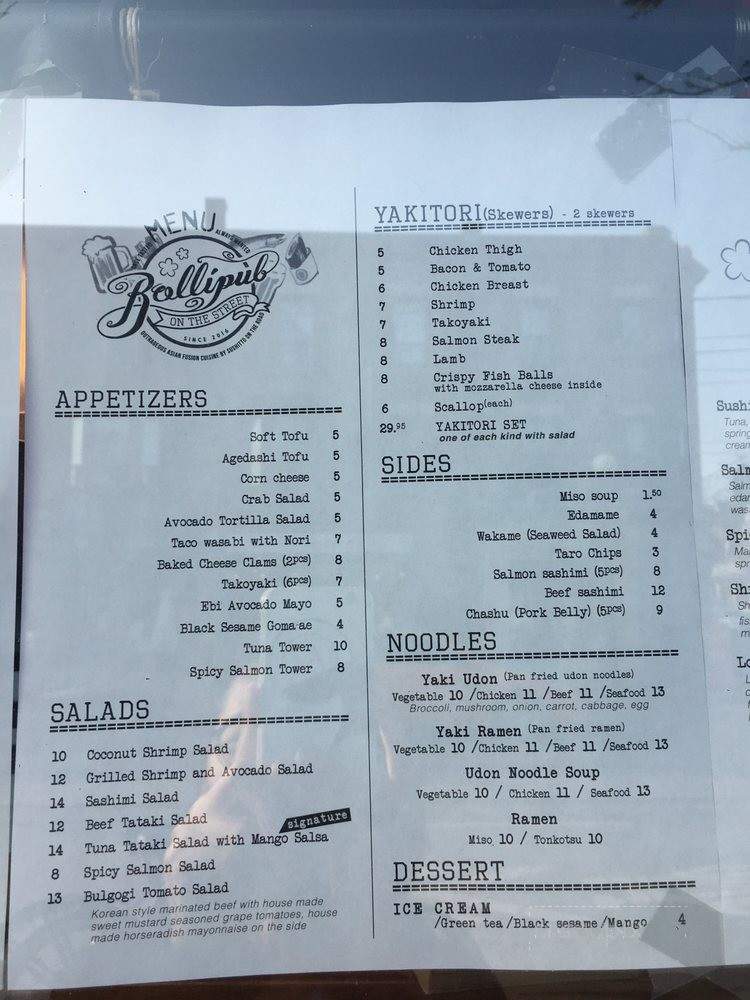 MENU
ALWAYS WANTED
Bollipub
ON THE STREET
SINCE 2016
OUTRAGEOUS ASIAN FUSION CUISINE BY SUSHITTO ON THE ROAD
APPETIZERS
Soft Tofu 5
Agedashi Tofu 5
Corn cheese 5
Crab Salad 5
Avocado Tortilla Salad 5
Taco wasabi with Nori 7
Baked Cheese Clams (2pcs) 8
Takoyaki (6pcs) 7
Ebi Avocado Mayo 5
Black Sesame Goma ae 4
Tuna Tower 10
Spicy Salmon Tower 8
SALADS
10 Coconut Shrimp Salad
12 Grilled Shrimp and Avocado Salad
14 Sashimi Salad
12 Beef Tataki Salad
signature
14 Tuna Tataki Salad with Mango Salsa
8 Spicy Salmon Salad
13 Bulgogi Tomato Salad
Korean style marinated beef with house made
sweet mustard seasoned grape tomatoes, house
made horseradish mayonnaise on the side
YAKITORI(Skewers) - 2 skewers
5 Chicken Thigh
5 Bacon & Tomato
6 Chicken Breast
7 Shrimp
7 Takoyaki
8 Salmon Steak
8 Lamb
8 Crispy Fish Balls
with mozzarella cheese inside
6 Scallop(each)
29.95 YAKITORI SET
one of each kind with salad
SIDES
Miso soup 1.50
Edamame 4
Wakame (Seaweed Salad) 4
Taro Chips 3
Salmon sashimi (5pcs) 8
Beef sashimi 12
Chashu (Pork Belly) (5pcs) 9
NOODLES
Yaki Udon (Pan fried udon noodles)
Vegetable 10 /Chicken 11 /Beef 11 /Seafood 13
Broccoli, mushroom, onion, carrot, cabbage, egg
Yaki Ramen (Pan fried ramen)
Vegetable 10 /Chicken 11 /Beef 11 /Seafood 13
Udon Noodle Soup
Vegetable 10 / Chicken 11 / Seafood 13
Ramen
Miso 10 / Tonkotsu 10
DESSERT
ICE CREAM
/Green tea /Black sesame /Mango 4
Sushi
Tuna,